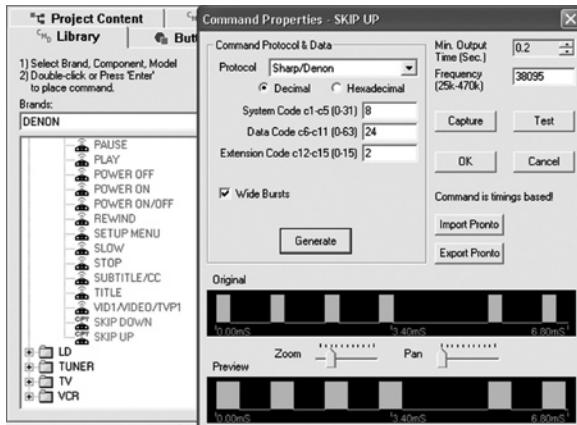 Project Content
Library
But
1) Select Brand, Component, Model
2) Double-click or Press 'Enter'
to place command.
Brands:
DENON
PAUSE
PLAY
POWER OFF
POWER ON
POWER ON/OFF
REWIND
SETUP MENU
SLOW
STOP
SUBTITLE/CC
TITLE
VID1/VIDEO/TVP1
SKIP DOWN
SKIP UP
LD
TUNER
TV
VCR
Command Properties - SKIP UP
Command Protocol & Data
Protocol Sharp/Denon
Decimal Hexadecimal
System Code c1-c5 (0-31) 8
Data Code c6-c11 (0-63) 24
Extension Code c12-c15 (0-15) 2
Wide Bursts
Generate
Min. Output
Time (Sec.) 0.2
Frequency
(25k-470k) 38095
Capture Test
OK Cancel
Command is timings based!
Import Pronto
Export Pronto
Original
0.00mS 3.40mS 6.80mS
Zoom Pan
Preview
0.00mS 3.40mS 6.80mS